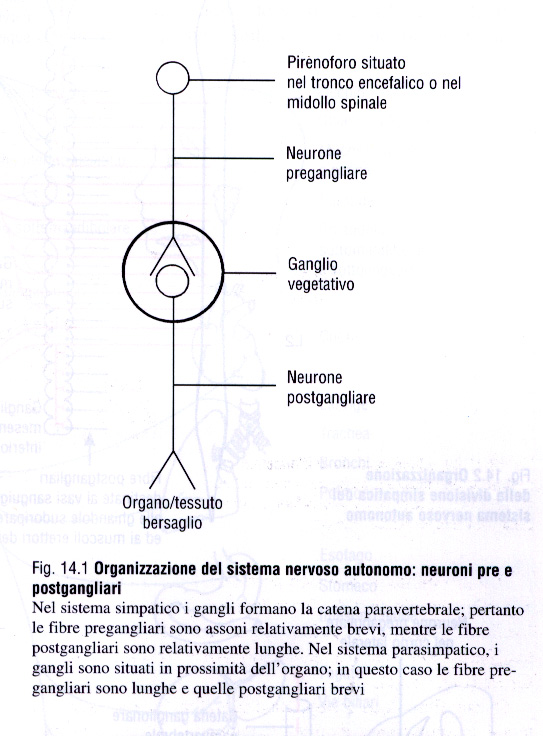 Pirenoforo situato
nel tronco encefalico o nel
midollo spinale
Neurone
pregangliare
Ganglio
vegetativo
Neurone
postgangliare
Organo/tessuto
bersaglio
Fig. 14.1 Organizzazione del sistema nervoso autonomo: neuroni pre e
postgangliari
Nel sistema simpatico i gangli formano la catena paravertebrale; pertanto
le fibre pregangliari sono assoni relativamente brevi, mentre le fibre
postgangliari sono relativamente lunghe. Nel sistema parasimpatico, i
gangli sono situati in prossimità dell'organo; in questo caso le fibre pre-
gangliari sono lunghe e quelle postgangliari brevi